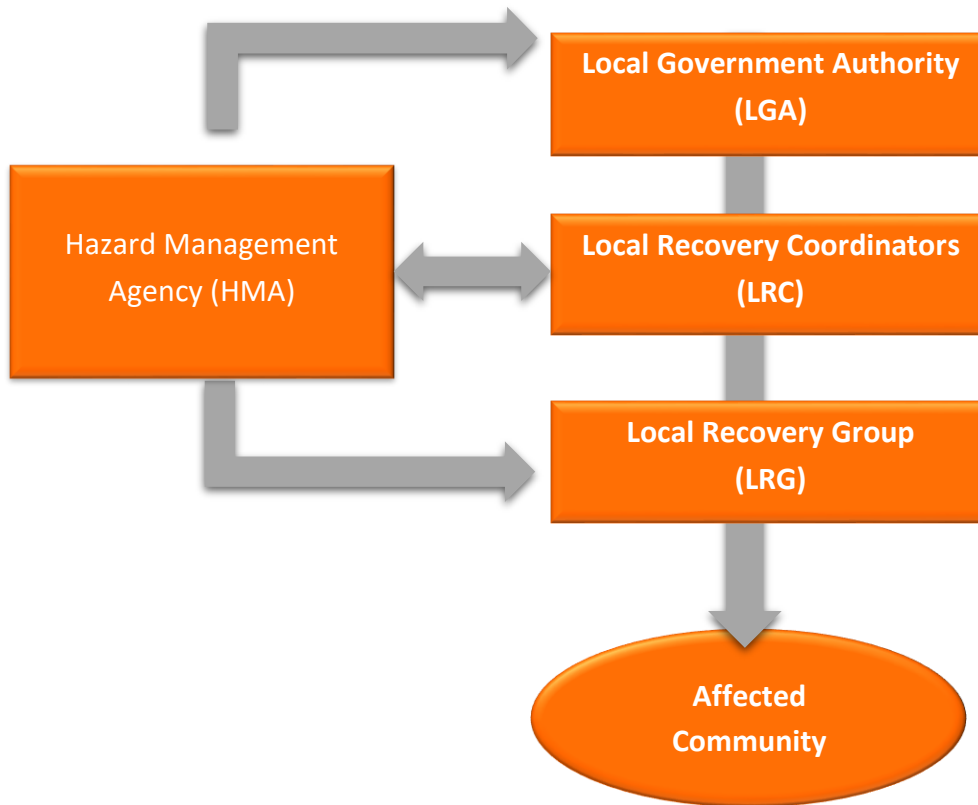 Local Government Authority
(LGA)
Hazard Management
Agency (HMA)
Local Recovery Coordinators
(LRC)
Local Recovery Group
(LRG)
Affected
Community